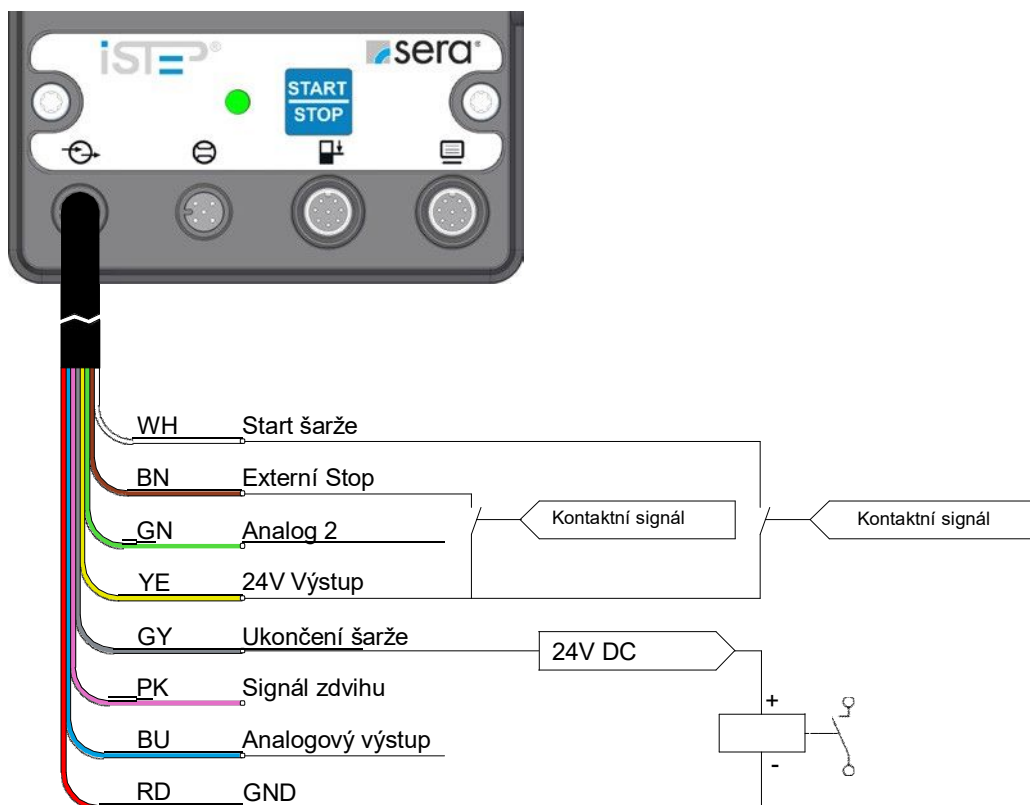 iSTEP®
sera®
START
STOP
WH Start šarže
BN Externí Stop
Kontaktní signál
Kontaktní signál
GN Analog 2
YE 24V Výstup
GY Ukončení šarže
24V DC
PK Signál zdvihu
+
BU Analogový výstup
-
RD GND